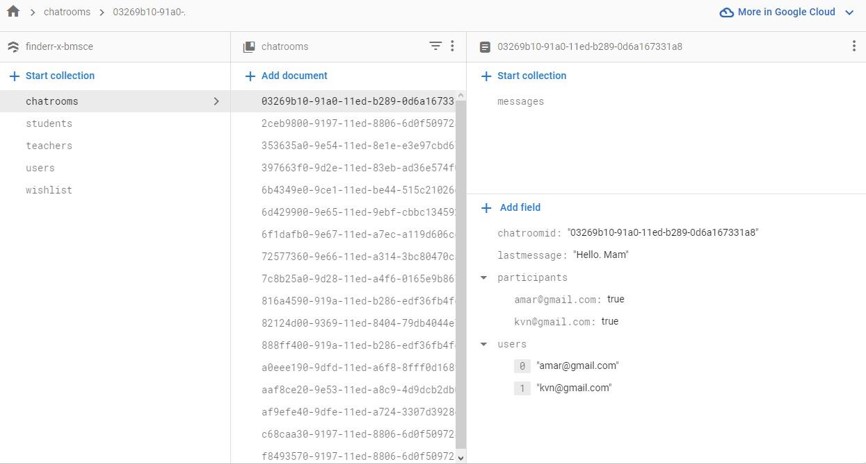 chatrooms
03269b10-91a0-.
More in Google Cloud
finderr-x-bmsce
chatrooms
03269b10-91a0-11ed-b289-0d6a167331a8
Start collection
Add document
Start collection
chatrooms
students
teachers
users
wishlist
03269b10-91a0-11ed-b289-0d6a16733
2ceb9800-9197-11ed-8806-6d0f50972
353635a0-9e54-11ed-8e1e-e3e97cbd6
397663f0-9d2e-11ed-83eb-ad36e574f
6b4349e0-9ce1-11ed-be44-515c21026
6d429900-9e65-11ed-9ebf-cbbc13459
6f1dafb0-9e67-11ed-a7ec-a119d606c
72577360-9e66-11ed-a314-3bc80470c
7c8b25a0-9d28-11ed-a4f6-0165e9b86
816a4590-919a-11ed-b286-edf36fb4f
82124d00-9369-11ed-8404-79db4044e
888ff400-919a-11ed-b286-edf36fb4f
a0eee190-9dfd-11ed-a6f8-8fff0d168
aaf8ce20-9e53-11ed-a8c9-4d9dcb2db
af9efe40-9dfe-11ed-a724-3307d3928
c68caa30-9197-11ed-8806-6d0f50972
f8493570-9197-11ed-8806-6d0f50972
messages
Add field
chatroomid: "03269b10-91a0-11ed-b289-0d6a167331a8"
lastmessage: "Hello. Mam"
participants
amar@gmail.com: true
kvn@gmail.com: true
users
0 "amar@gmail.com"
1 "kvn@gmail.com"